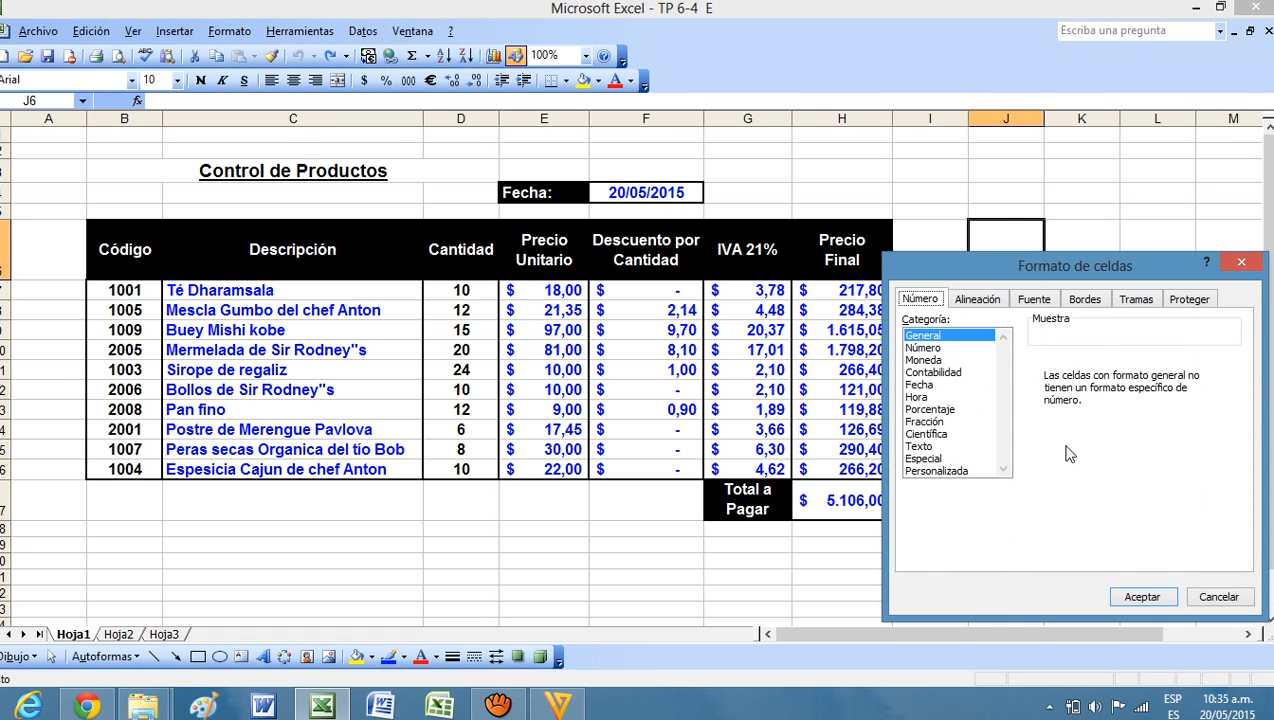 Microsoft Excel - TP 6-4 E
Archivo Edición Ver Insertar Formato Herramientas Datos Ventana ? Escriba una pregunta
100%
Arial 10 N K S $ % 000 €
J6 fx
A B C D E F G H I J K L M
Control de Productos
Fecha: 20/05/2015
Código Descripción Cantidad Precio Unitario Descuento por Cantidad IVA 21% Precio Final
1001 Té Dharamsala 10 $ 18,00 $ - $ 3,78 $ 217,80
1005 Mescla Gumbo del chef Anton 12 $ 21,35 $ 2,14 $ 4,48 $ 284,38
1009 Buey Mishi kobe 15 $ 97,00 $ 9,70 $ 20,37 $ 1.615,05
2005 Mermelada de Sir Rodney"s 20 $ 81,00 $ 8,10 $ 17,01 $ 1.798,20
1003 Sirope de regaliz 24 $ 10,00 $ 1,00 $ 2,10 $ 266,40
2006 Bollos de Sir Rodney"s 10 $ 10,00 $ - $ 2,10 $ 121,00
2008 Pan fino 12 $ 9,00 $ 0,90 $ 1,89 $ 119,88
2001 Postre de Merengue Pavlova 6 $ 17,45 $ - $ 3,66 $ 126,69
1007 Peras secas Organica del tío Bob 8 $ 30,00 $ - $ 6,30 $ 290,40
1004 Espesicia Cajun de chef Anton 10 $ 22,00 $ - $ 4,62 $ 266,20
Total a Pagar $ 5.106,00
Formato de celdas ?
Número Alineación Fuente Bordes Tramas Proteger
Categoría:
General
Número
Moneda
Contabilidad
Fecha
Hora
Porcentaje
Fracción
Científica
Texto
Especial
Personalizada
Muestra
Las celdas con formato general no
tienen un formato específico de
número.
Aceptar Cancelar
Hoja1 Hoja2 Hoja3
Dibujo Autoformas
ESP 10:35 a.m.
ES 20/05/2015